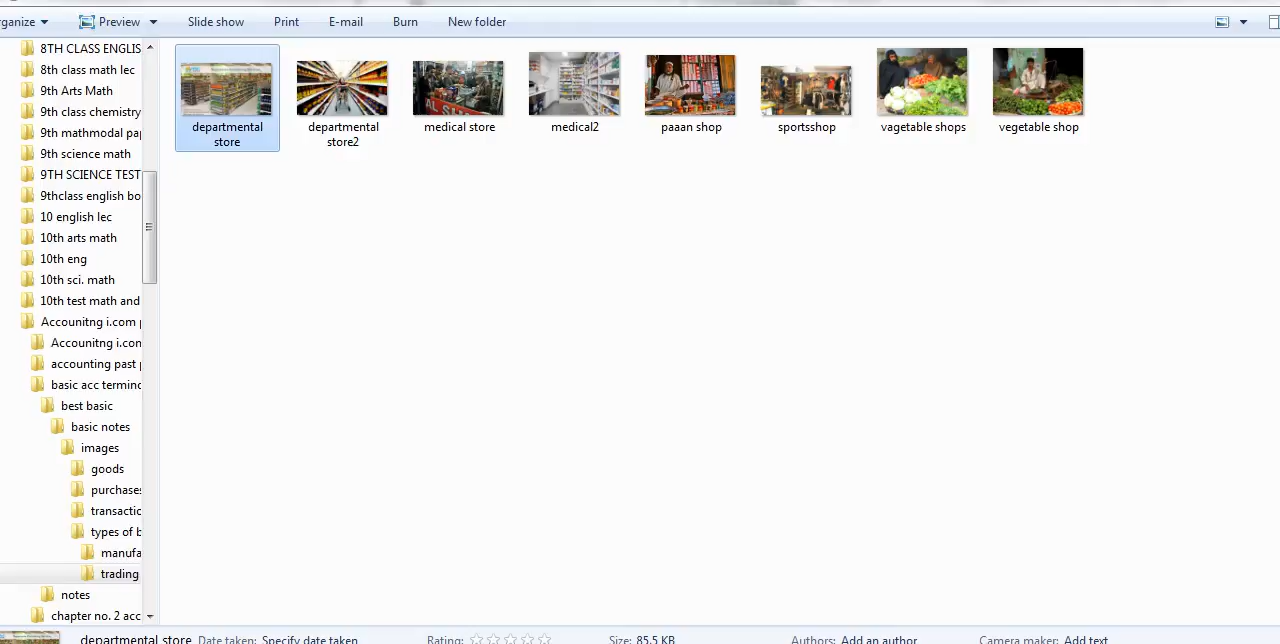 rganize
Preview
Slide show
Print
E-mail
Burn
New folder
8TH CLASS ENGLIS
8th class math lec
9th Arts Math
9th class chemistry
9th mathmodal pa
9th science math
9TH SCIENCE TEST
9thclass english bo
10 english lec
10th arts math
10th eng
10th sci. math
10th test math and
Accounitng i.com p
Accounitng i.con
accounting past p
basic acc termino
best basic
basic notes
images
goods
purchases
transactic
types of b
manufa
trading
notes
chapter no. 2 acc
departmental
store
departmental
store2
medical store
medical2
paaan shop
sportsshop
vagetable shops
vegetable shop
departmental store Date taken: Specify date taken Rating: Size: 85.5 KB Authors: Add an author Camera maker: Add text